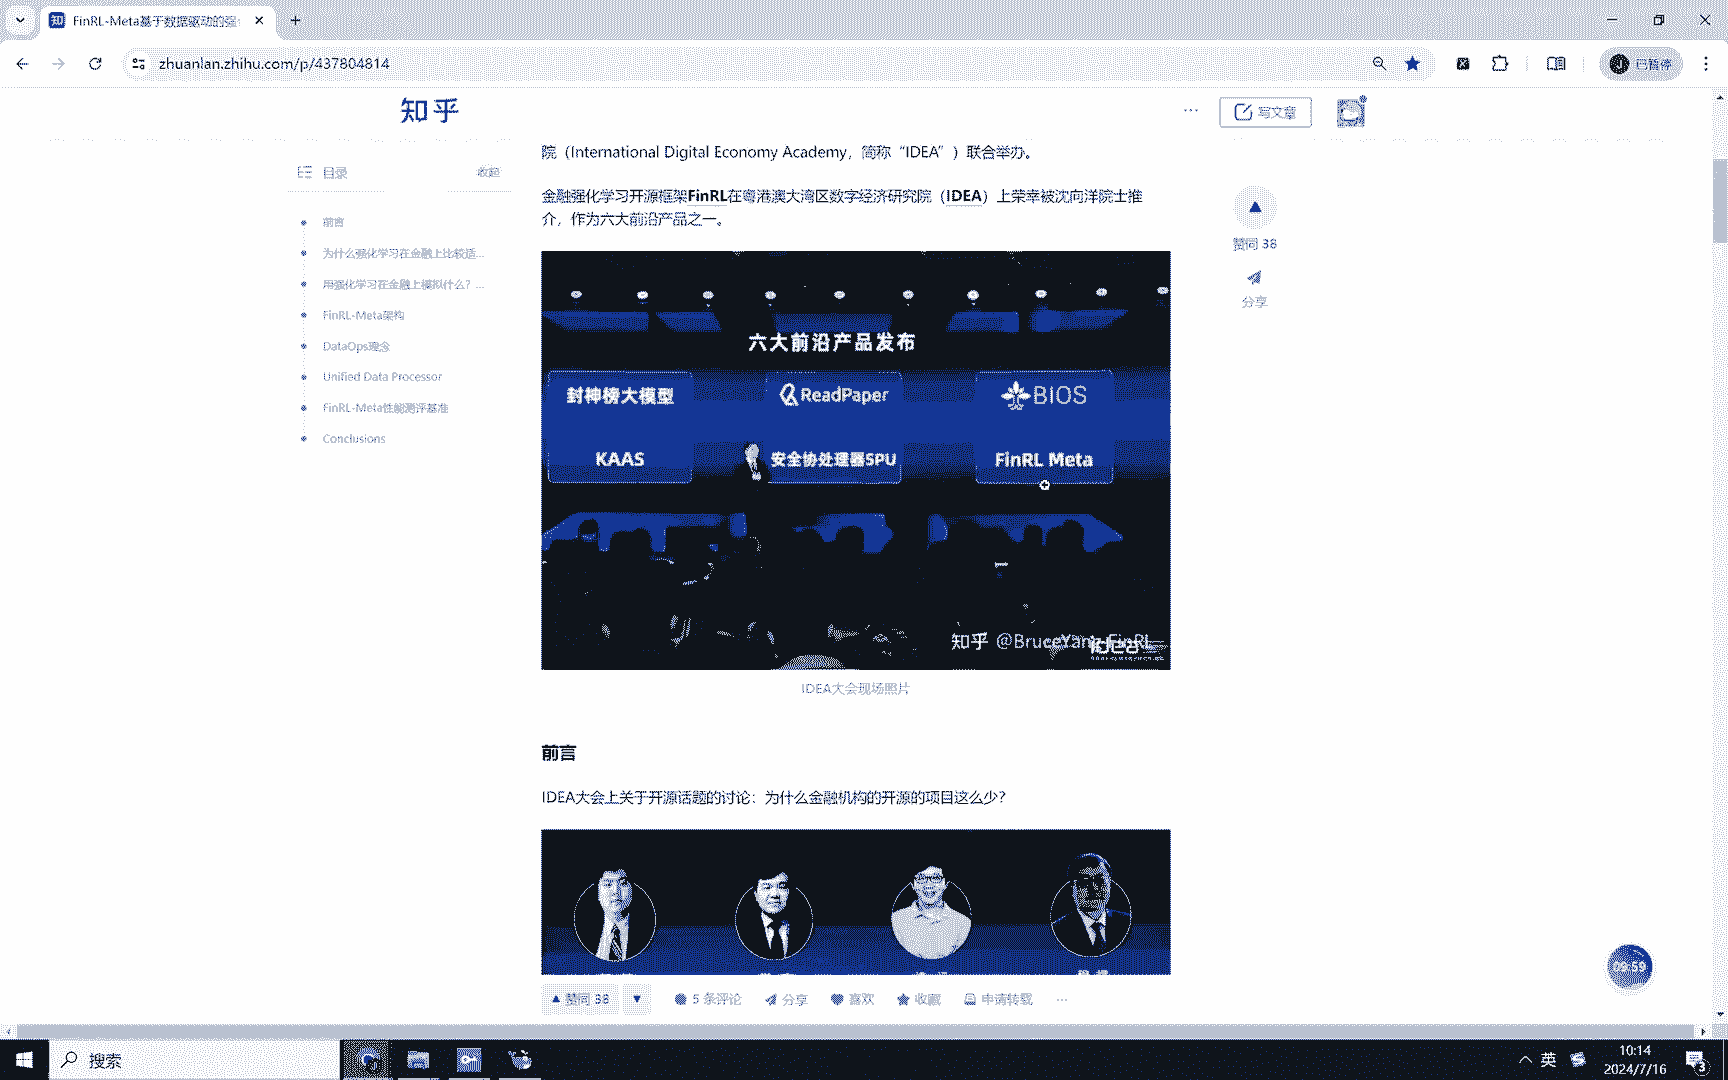 FinRL-Meta基于数据驱动的强
zhuanlan.zhihu.com/p/437804814
已暂停
知乎
写文章
院（International Digital Economy Academy，简称“IDEA”）联合举办。
目录
收起
金融强化学习开源框架FinRL在粤港澳大湾区数字经济研究院（IDEA）上荣幸被沈向洋院士推
介，作为六大前沿产品之一。
前言
为什么强化学习在金融上比较适...
用强化学习在金融上模拟什么？...
FinRL-Meta架构
DataOps理念
Unified Data Processor
FinRL-Meta性能测评基准
Conclusions
赞同 38
分享
六大前沿产品发布
封神榜大模型
ReadPaper
BIOS
KAAS
安全协处理器SPU
FinRL Meta
知乎 @BruceYang FinRL
idea
IDEA大会现场照片
前言
IDEA大会上关于开源话题的讨论：为什么金融机构的开源的项目这么少？
09:59
赞同 38
5 条评论
分享
喜欢
收藏
申请转载
搜索
英
10:14
2024/7/16
3